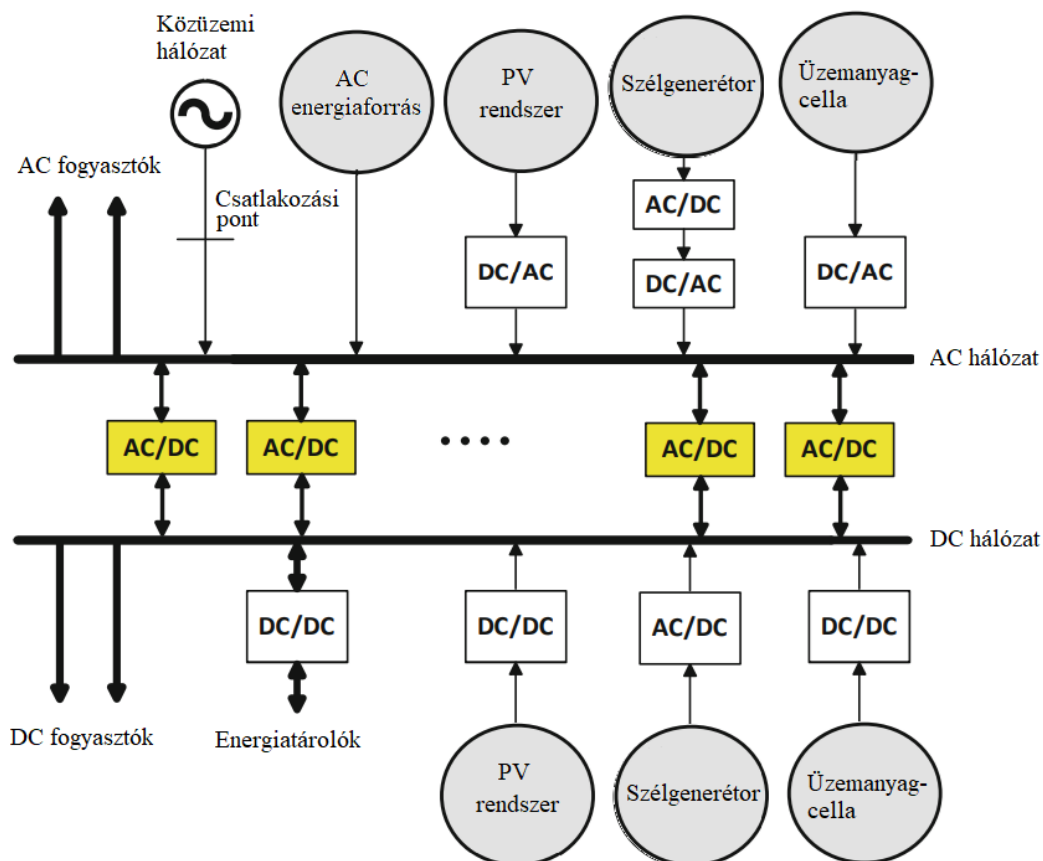 Közüzemi
hálózat
AC
energiaforrás
PV
rendszer
Szélgenerétor
Üzemanyag-
cella
AC fogyasztók
Csatlakozási
pont
AC/DC
DC/AC
DC/AC
DC/AC
AC hálózat
AC/DC
AC/DC
AC/DC
AC/DC
DC hálózat
DC/DC
DC/DC
AC/DC
DC/DC
DC fogyasztók
Energiatárolók
PV
rendszer
Szélgenerétor
Üzemanyag-
cella